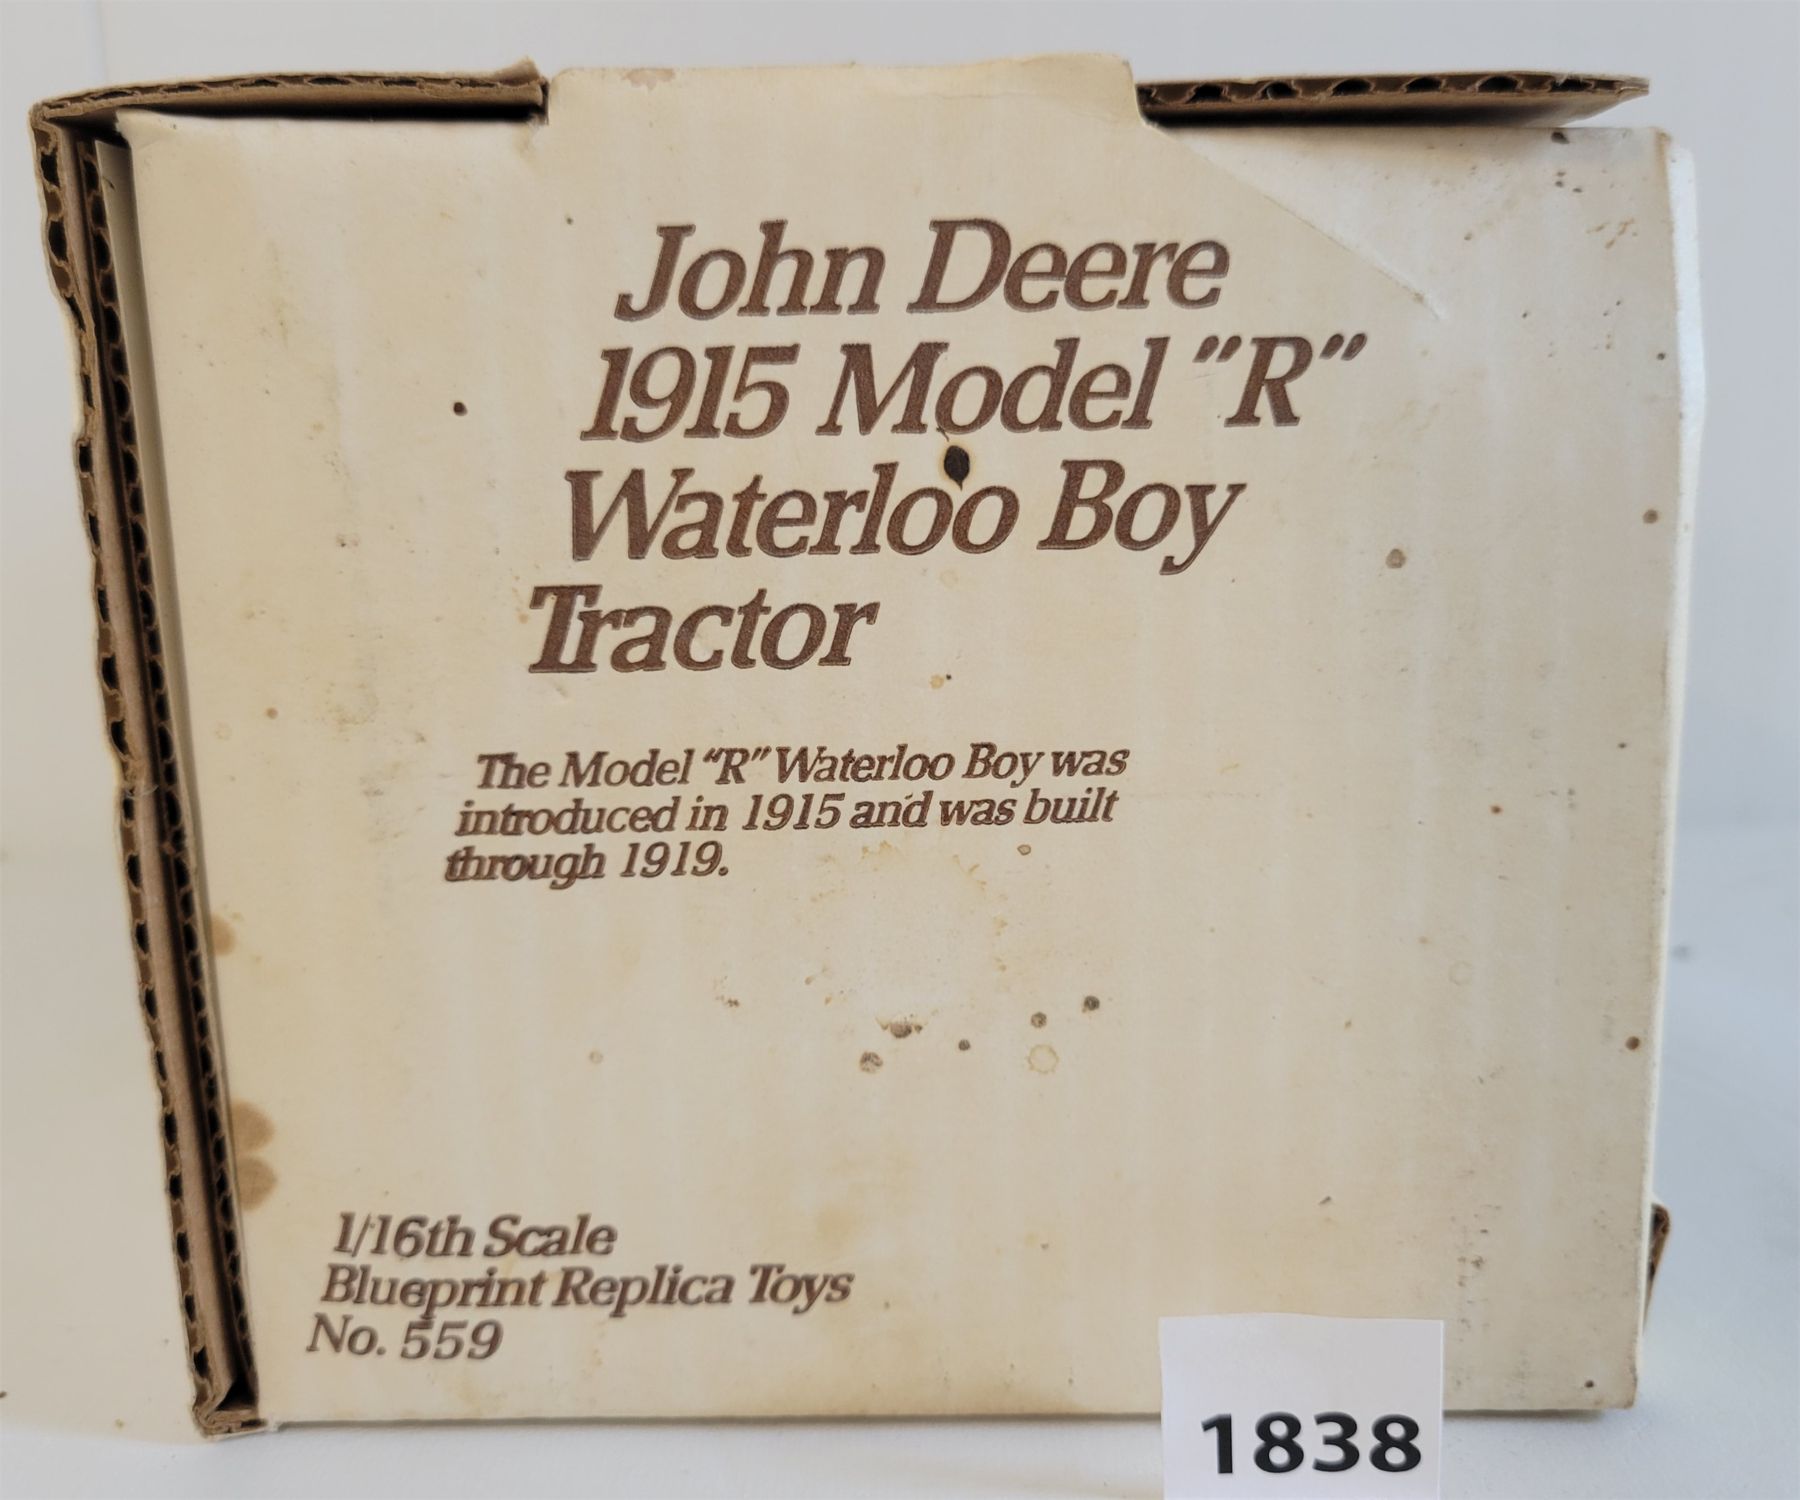 John Deere
1915 Model "R"
Waterloo Boy
Tractor
The Model "R" Waterloo Boy was
introduced in 1915 and was built
through 1919.
1/16th Scale
Blueprint Replica Toys
No. 559
1838